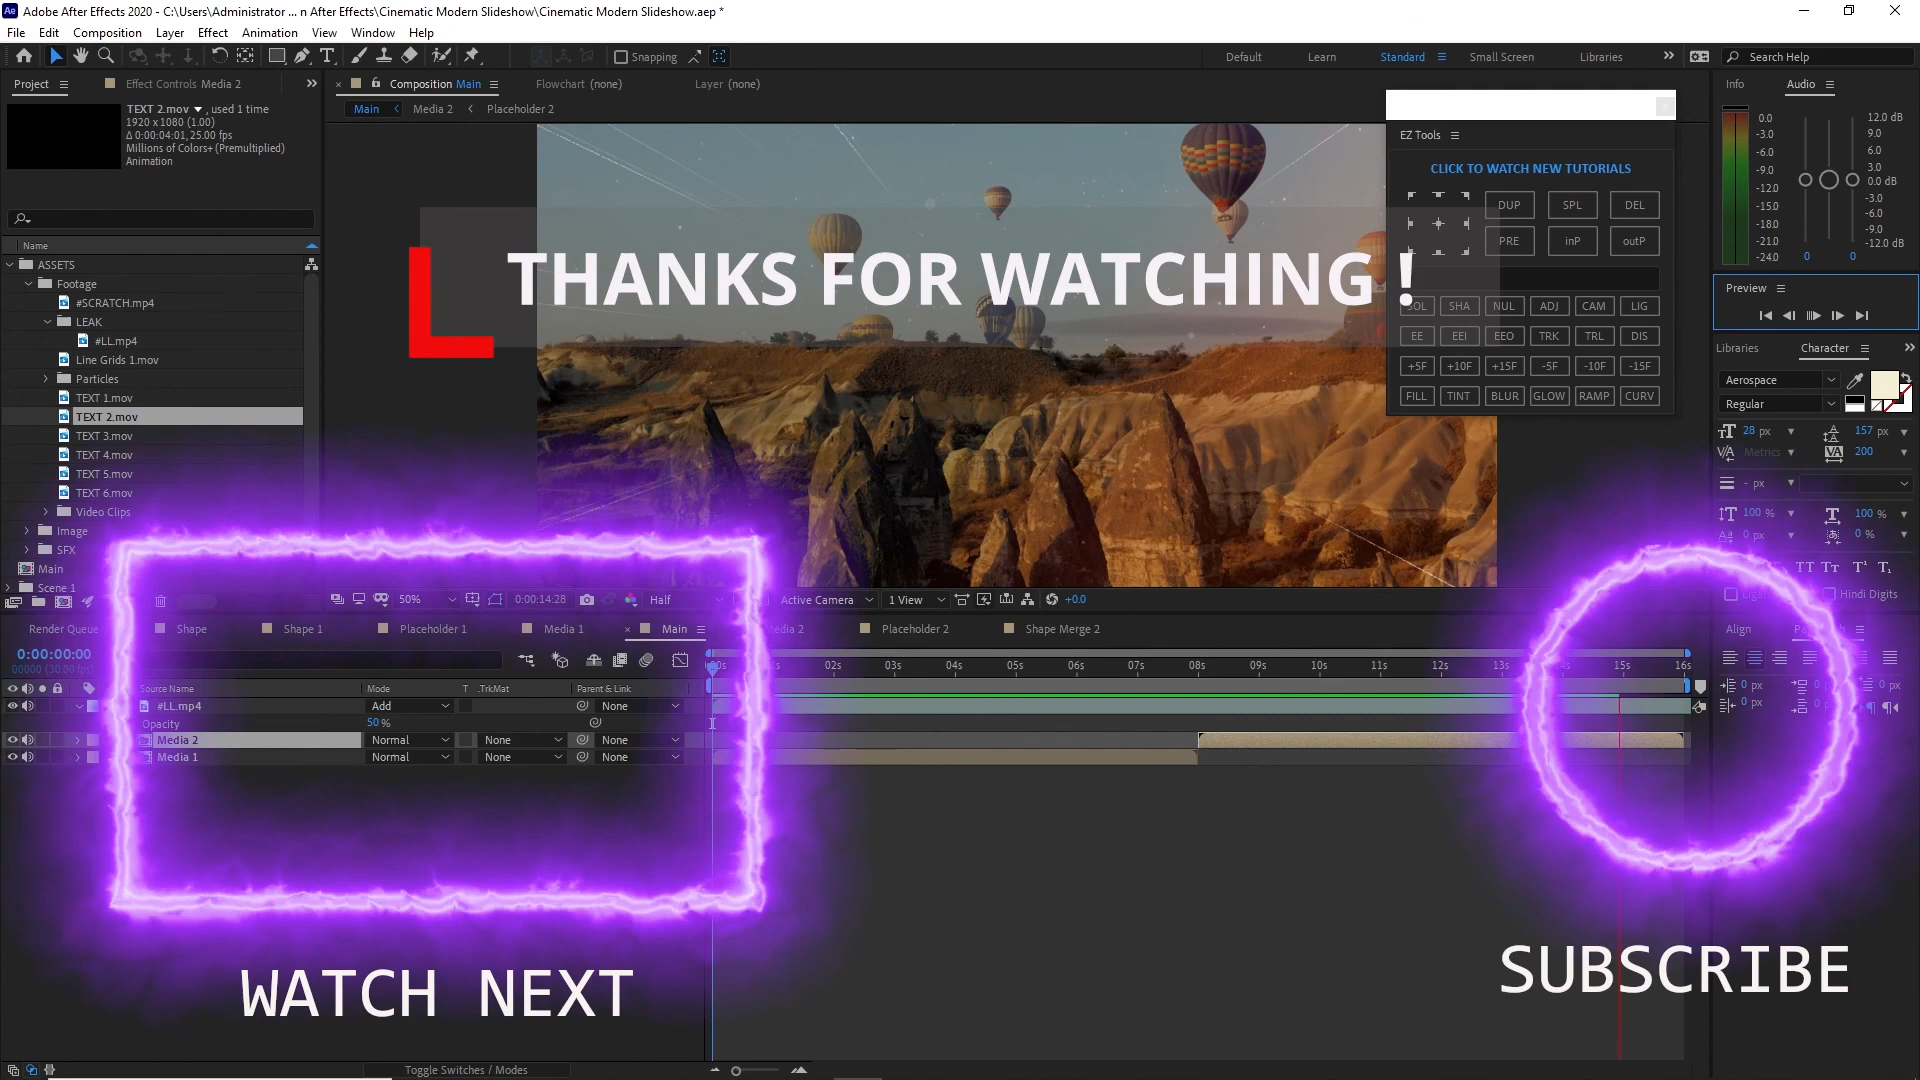 Adobe After Effects 2020 - C:\Users\Administrator ... n After Effects\Cinematic Modern Slideshow\Cinematic Modern Slideshow.aep *
File Edit Composition Layer Effect Animation View Window Help
Snapping
Default Learn Standard Small Screen Libraries Search Help
Project Effect Controls Media 2
Composition Main Flowchart (none) Layer (none)
Info Audio
Main Media 2 Placeholder 2
TEXT 2.mov , used 1 time
1920 x 1080 (1.00)
Δ 0:00:04:01, 25.00 fps
Millions of Colors+ (Premultiplied)
Animation
EZ Tools
CLICK TO WATCH NEW TUTORIALS
DUP SPL DEL
PRE inP outP
SOL SHA NUL ADJ CAM LIG
EE EEI EEO TRK TRL DIS
+5F +10F +15F -5F -10F -15F
FILL TINT BLUR GLOW RAMP CURV
0.0
-3.0
-6.0
-9.0
-12.0
-15.0
-18.0
-21.0
-24.0
12.0 dB
9.0
6.0
3.0
0.0 dB
-3.0
-6.0
-9.0
-12.0 dB
0 0
THANKS FOR WATCHING !
Name
ASSETS
Footage
#SCRATCH.mp4
LEAK
#LL.mp4
Line Grids 1.mov
Particles
TEXT 1.mov
TEXT 2.mov
TEXT 3.mov
TEXT 4.mov
TEXT 5.mov
TEXT 6.mov
Video Clips
Image
SFX
Main
Scene 1
Preview
Libraries Character
Aerospace
Regular
28 px 157 px
Metrics 200
- px
100 % 100 %
0 px 0 %
Hindi Digits
50% 0:00:14:28 Half Active Camera 1 View +0.0
Render Queue Shape Shape 1 Placeholder 1 Media 1 Main Media 2 Placeholder 2 Shape Merge 2
Align
0:00:00:00
00000 (30.00 fps)
02s 03s 04s 05s 06s 07s 08s 09s 10s 11s 12s 13s 15s 16s
Source Name Mode T .TrkMat Parent & Link
#LL.mp4 Add None
Opacity 50 %
Media 2 Normal None None
Media 1 Normal None None
0 px 0 px
0 px 0 px
WATCH NEXT
SUBSCRIBE
Toggle Switches / Modes